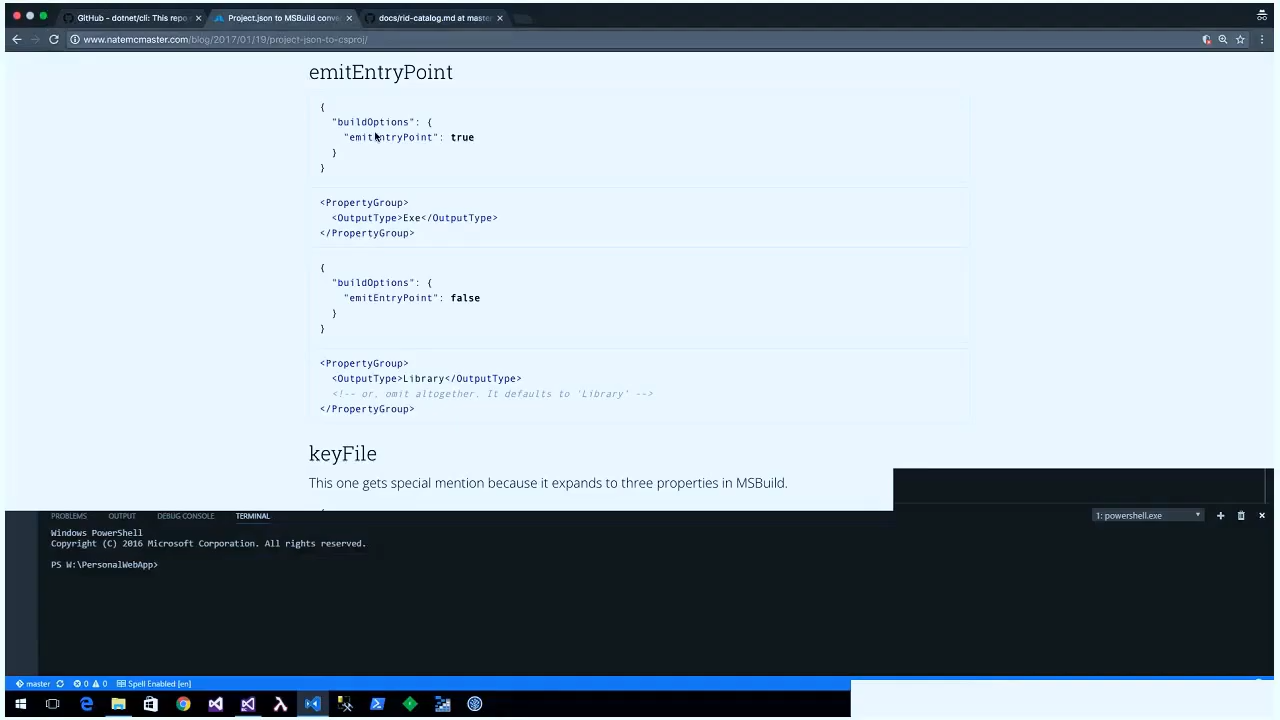 GitHub - dotnet/cli: This repo
Project.json to MSBuild conve
docs/rid-catalog.md at master
www.natemcmaster.com/blog/2017/01/19/project-json-to-csproj/
emitEntryPoint
{
"buildOptions": {
"emitEntryPoint": true
}
}
<PropertyGroup>
<OutputType>Exe</OutputType>
</PropertyGroup>
{
"buildOptions": {
"emitEntryPoint": false
}
}
<PropertyGroup>
<OutputType>Library</OutputType>
<!-- or, omit altogether. It defaults to 'Library' -->
</PropertyGroup>
keyFile
This one gets special mention because it expands to three properties in MSBuild.
PROBLEMS OUTPUT DEBUG CONSOLE TERMINAL 1: powershell.exe
Windows PowerShell
Copyright (C) 2016 Microsoft Corporation. All rights reserved.
PS W:\PersonalWebApp>
master 0 0 Spell Enabled [en]